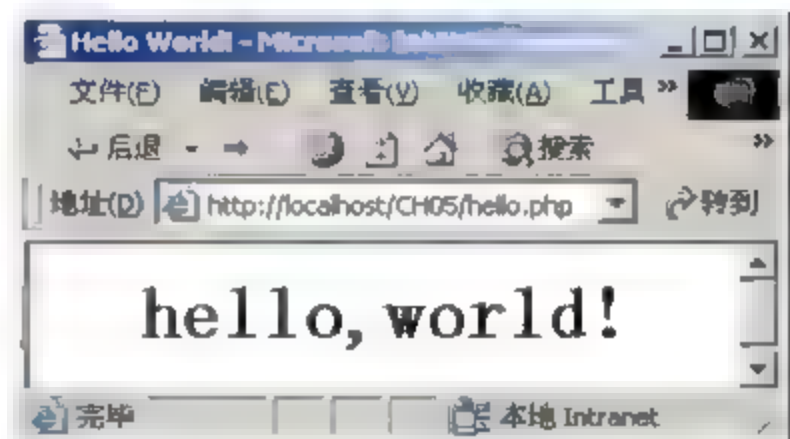 Hello World! - Microsoft
文件(F) 编辑(E) 查看(V) 收藏(A) 工具 »
后退 搜索 »
地址(D) http://localhost/CH05/hello.php 转到
hello,world!
完毕 本地 Intranet